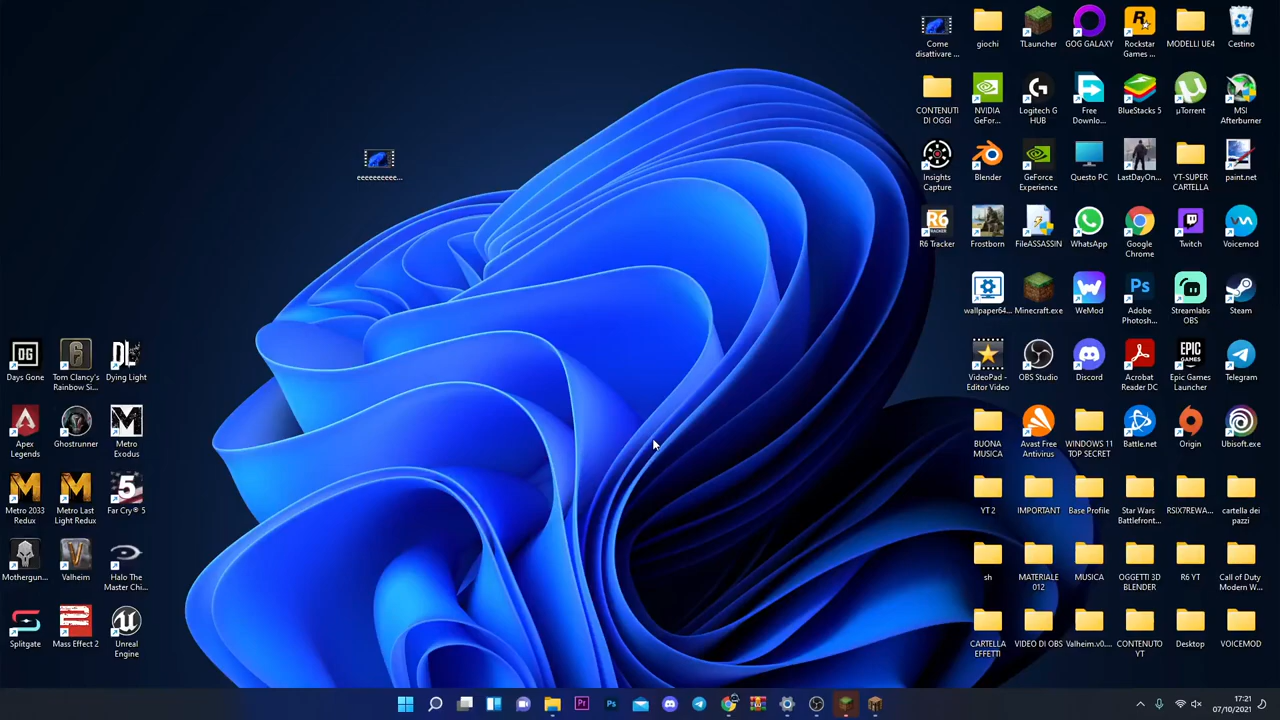 Come
disattivare ...
giochi
TLauncher
GOG GALAXY
Rockstar
Games ...
MODELLI UE4
Cestino
CONTENUTI
DI OGGI
NVIDIA
GeFor...
Logitech G
HUB
Free
Downlo...
BlueStacks 5
µTorrent
MSI
Afterburner
eeeeeeeeee...
Insights
Capture
Blender
GeForce
Experience
Questo PC
LastDayOn...
YT-SUPER
CARTELLA
paint.net
R6 Tracker
Frostborn
FileASSASSIN
WhatsApp
Google
Chrome
Twitch
Voicemod
wallpaper64...
Minecraft.exe
WeMod
Adobe
Photosh...
Streamlabs
OBS
Steam
Days Gone
Tom Clancy's
Rainbow Si...
Dying Light
VideoPad -
Editor Video
OBS Studio
Discord
Acrobat
Reader DC
Epic Games
Launcher
Telegram
Apex
Legends
Ghostrunner
Metro
Exodus
BUONA
MUSICA
Avast Free
Antivirus
WINDOWS 11
TOP SECRET
Battle.net
Origin
Ubisoft.exe
Metro 2033
Redux
Metro Last
Light Redux
Far Cry® 5
YT 2
IMPORTANT
Base Profile
Star Wars
Battlefront...
RSIX7REWA...
cartella dei
pazzi
Mothergun...
Valheim
Halo The
Master Chi...
sh
MATERIALE
012
MUSICA
OGGETTI 3D
BLENDER
R6 YT
Call of Duty
Modern W...
Splitgate
Mass Effect 2
Unreal
Engine
CARTELLA
EFFETTI
VIDEO DI OBS
Valheim.v0....
CONTENUTO
YT
Desktop
VOICEMOD
17:21
07/10/2021